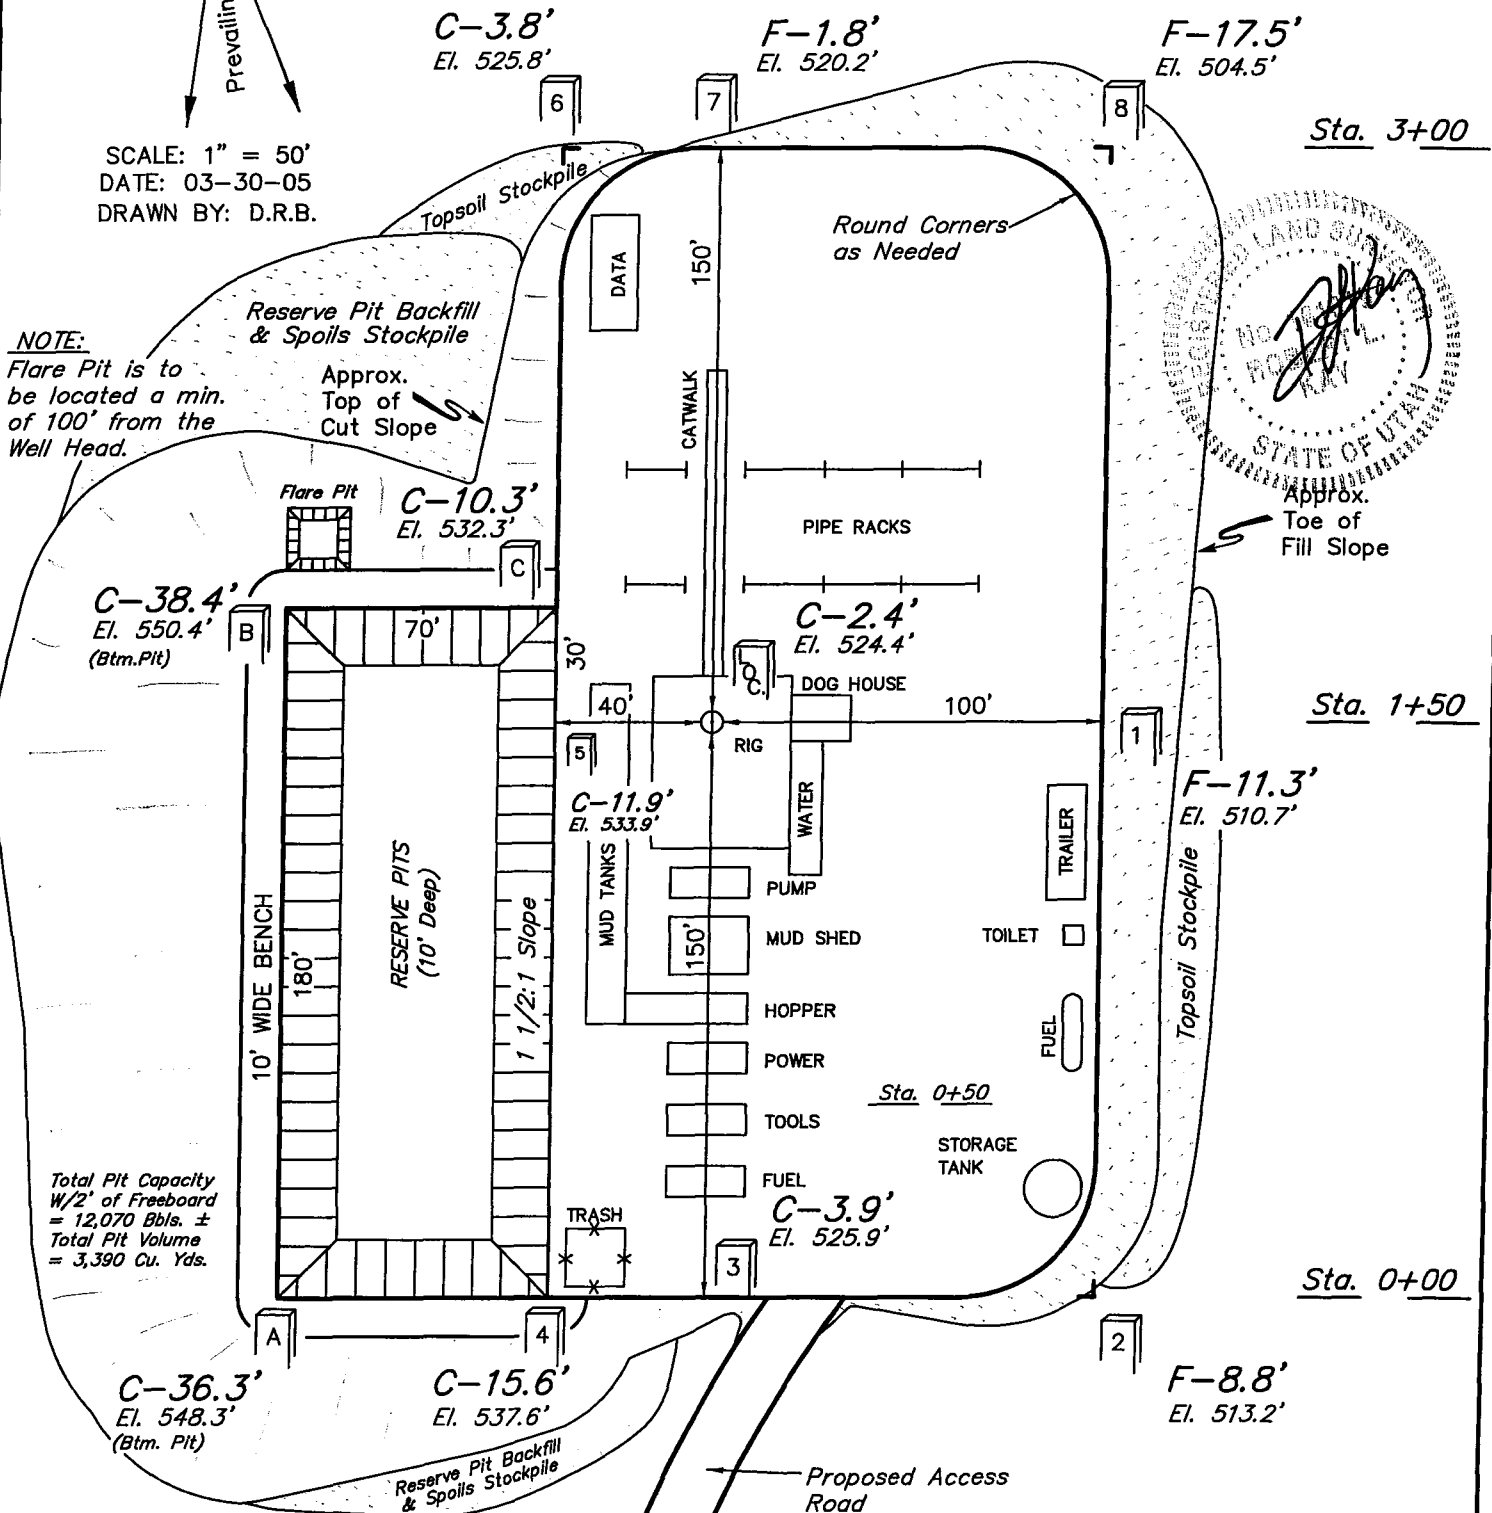 Prevailin
C-3.8'
El. 525.8'
F-1.8'
El. 520.2'
F-17.5'
El. 504.5'
6
7
8
SCALE: 1" = 50'
DATE: 03-30-05
DRAWN BY: D.R.B.
Sta. 3+00
Topsoil Stockpile
Round Corners
as Needed
DATA
150'
REGISTERED LAND SURVEYOR
No.
ROBERT L.
KAY
STATE OF UTAH
Reserve Pit Backfill
& Spoils Stockpile
NOTE:
Flare Pit is to
be located a min.
of 100' from the
Well Head.
Approx.
Top of
Cut Slope
CATWALK
Flare Pit
C-10.3'
El. 532.3'
PIPE RACKS
Approx.
Toe of
Fill Slope
C
C-38.4'
El. 550.4'
(Btm.Pit)
B
70'
30'
C-2.4'
El. 524.4'
LOC.
DOG HOUSE
40'
100'
RIG
Sta. 1+50
1
5
C-11.9'
El. 533.9'
F-11.3'
El. 510.7'
WATER
TRAILER
MUD TANKS
RESERVE PITS
(10' Deep)
1 1/2:1 Slope
10' WIDE BENCH
180'
PUMP
MUD SHED
150'
TOILET
Topsoil Stockpile
HOPPER
FUEL
POWER
Sta. 0+50
TOOLS
STORAGE
TANK
FUEL
Total Pit Capacity
W/2' of Freeboard
= 12,070 Bbls. ±
Total Pit Volume
= 3,390 Cu. Yds.
TRASH
C-3.9'
El. 525.9'
3
Sta. 0+00
A
4
2
C-36.3'
El. 548.3'
(Btm. Pit)
C-15.6'
El. 537.6'
F-8.8'
El. 513.2'
Reserve Pit Backfill
& Spoils Stockpile
Proposed Access
Road